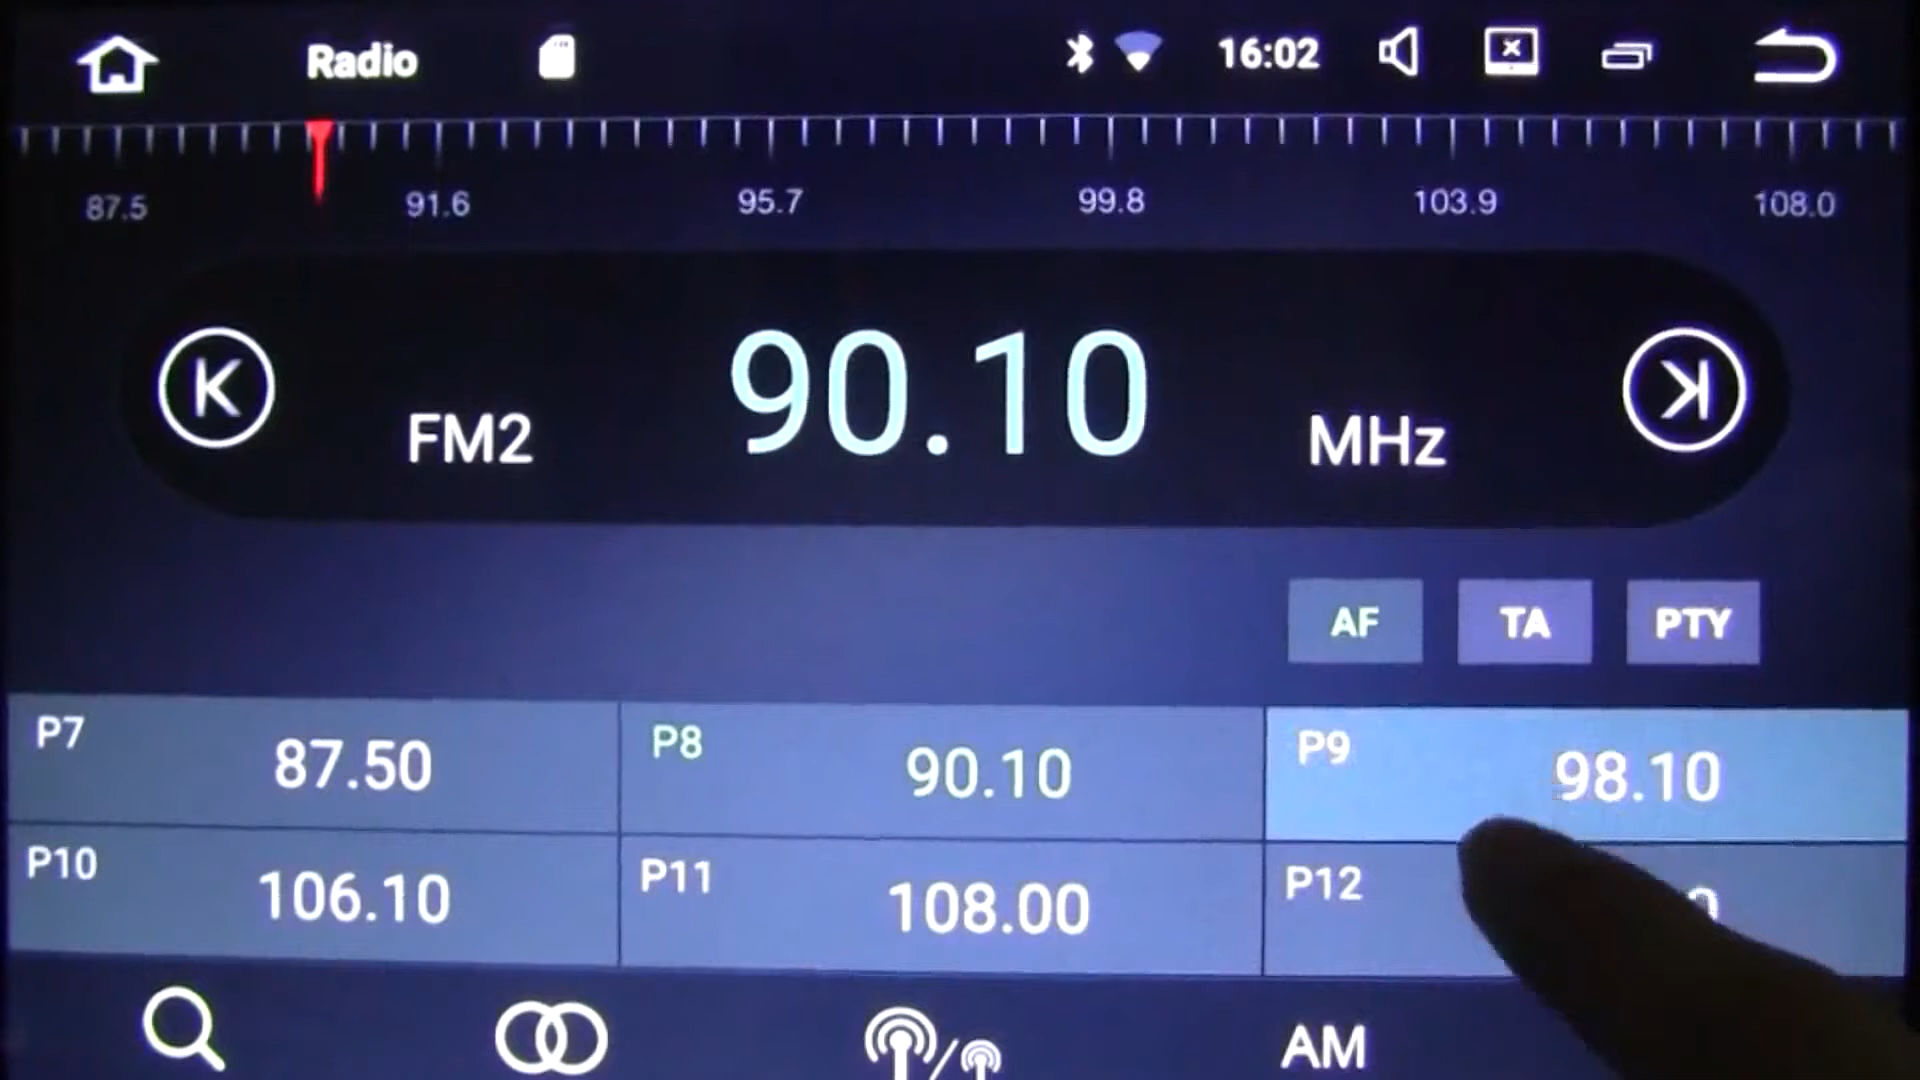 Radio 16:02
87.5 91.6 95.7 99.8 103.9 108.0
FM2 90.10 MHz
AF TA PTY
P7 87.50 P8 90.10 P9 98.10
P10 106.10 P11 108.00 P12
AM